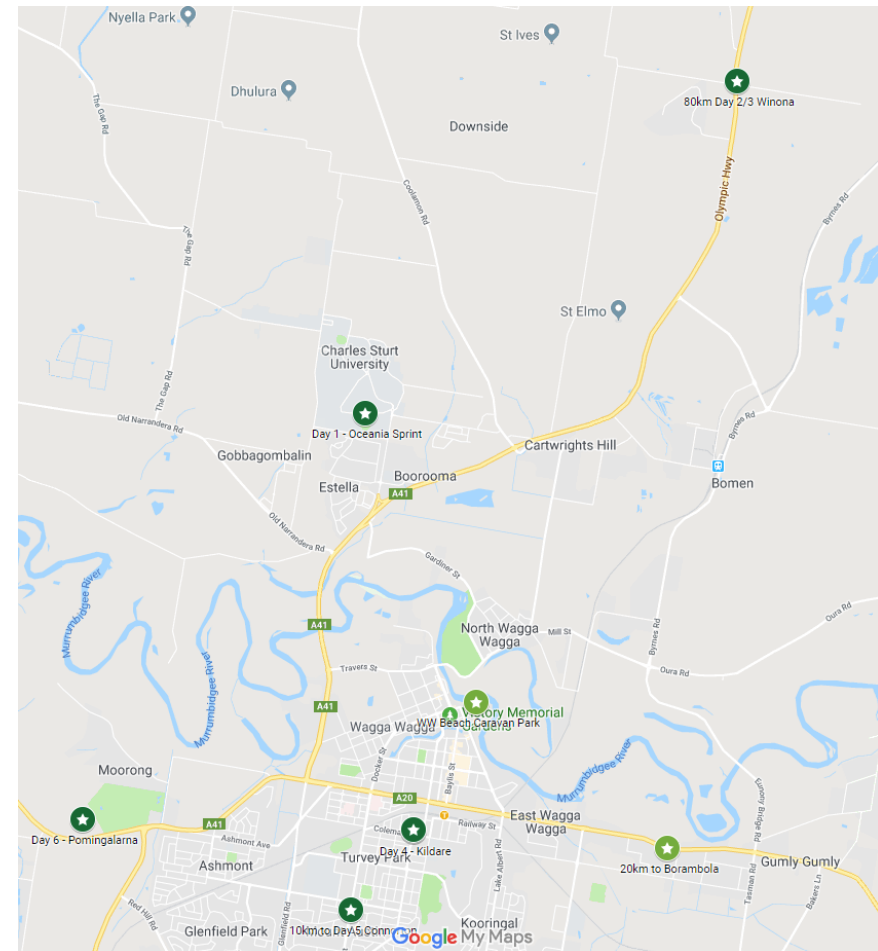 Nyella Park
St Ives
80km Day 2/3 Winona
Dhulura
Downside
The Gap Rd
Coolamon Rd
Olympic Hwy
Byrnes Rd
The Gap Rd
St Elmo
Charles Sturt
University
The Gap Rd
Day 1 - Oceania Sprint
Old Narrandera Rd
Byrnes Rd
Gobbagombalin
Cartwrights Hill
Boorooma
Estella
A41
Bomen
Old Narrandera Rd
Gardiner St
Murrumbidgee River
A41
North Wagga
Wagga
Mill St
Byrnes Rd
Oura Rd
Oura Rd
Travers St
Murrumbidgee River
A41
Victory Memorial
Gardens
WW Beach Caravan Park
Wagga Wagga
Docker St
Baylis St
Murrumbidgee River
Moorong
A20
Eunony Bridge Rd
East Wagga
Wagga
Day 6 - Pomingalarna
A41
Ashmont Ave
Railway St
Day 4 - Kildare
Turvey Park
Lake Albert Rd
20km to Borambola
Gumly Gumly
Ashmont
Tasman Rd
Bakers Ln
Red Hill Rd
Glenfield Rd
Glenfield Park
10km to Day 5
Kooringal
Google My Maps